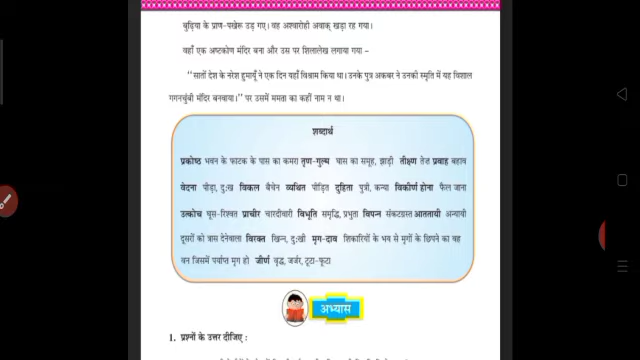 बुढ़िया के प्राण-पखेरू उड़ गए। वह अश्वारोही अवाक् खड़ा रह गया।
वहाँ एक अष्टकोण मंदिर बना और उस पर शिलालेख लगाया गया –
"सातों देश के नरेश हुमायूँ ने एक दिन यहाँ विश्राम किया था। उनके पुत्र अकबर ने उनकी स्मृति में यह विशाल
गगनचुंबी मंदिर बनवाया।" पर उसमें ममता का कहीं नाम न था।
शब्दार्थ
प्रकोष्ठ भवन के फाटक के पास का कमरा तृण-गुल्म घास का समूह, झाड़ी तीक्ष्ण तेज प्रवाह बहाव
वेदना पीड़ा, दुःख विकल बैचेन व्यथित पीड़ित दुहिता पुत्री, कन्या विकीर्ण होना फैल जाना
उत्कोच घूस-रिश्वत प्राचीर चारदीवारी विभूति समृद्धि, प्रभुता विपन्न संकटग्रस्त आततायी अन्यायी
दूसरों को त्रास देनेवाला विरक्त खिन्न, दुःखी मृग-दाव शिकारियों के भय से मृगों के छिपने का वह
वन जिसमें पर्याप्त मृग हो जीर्ण वृद्ध, जर्जर, टूटा-फूटा
अभ्यास
1. प्रश्नों के उत्तर दीजिए :